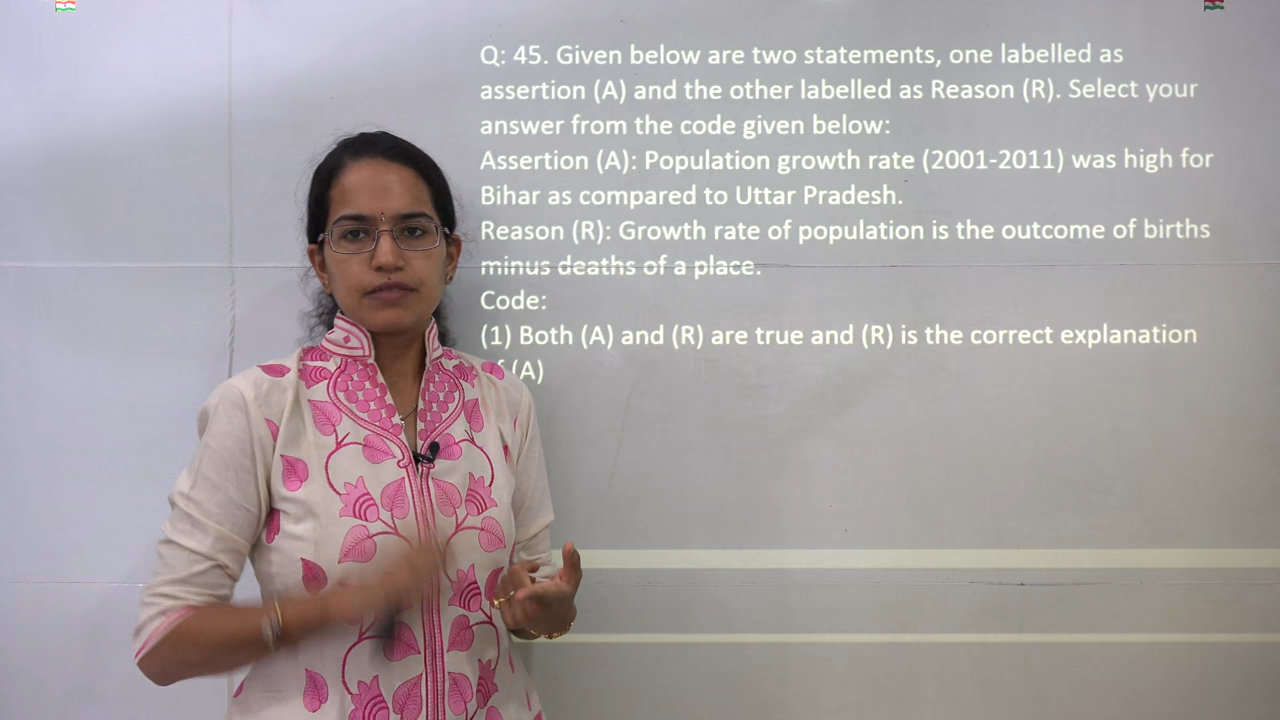 Q: 45. Given below are two statements, one labelled as
assertion (A) and the other labelled as Reason (R). Select your
answer from the code given below:
Assertion (A): Population growth rate (2001-2011) was high for
Bihar as compared to Uttar Pradesh.
Reason (R): Growth rate of population is the outcome of births
minus deaths of a place.
Code:
(1) Both (A) and (R) are true and (R) is the correct explanation
(A)